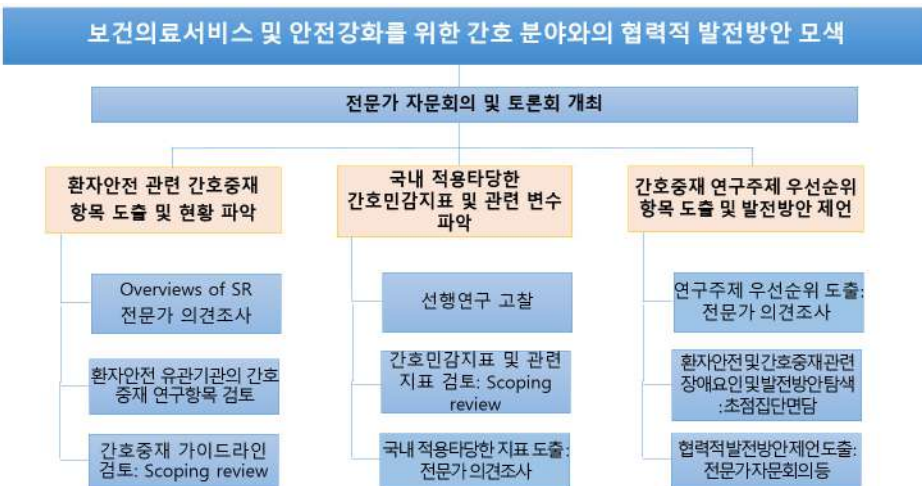 보건의료서비스 및 안전강화를 위한 간호 분야와의 협력적 발전방안 모색
전문가 자문회의 및 토론회 개최
환자안전 관련 간호중재
항목 도출 및 현황 파악
Overviews of SR
전문가 의견조사
환자안전 유관기관의 간호
중재 연구항목 검토
간호중재 가이드라인
검토: Scoping review
국내 적용타당한
간호민감지표 및 관련 변수
파악
선행연구 고찰
간호민감지표 및 관련
지표 검토: Scoping
review
국내 적용타당한 지표 도출:
전문가 의견조사
간호중재 연구주제 우선순위
항목 도출 및 발전방안 제언
연구주제 우선순위 도출:
전문가 의견조사
환자안전 및 간호중재 관련
장애요인 및 발전방안 탐색
:초점집단면담
협력적 발전방안 제언 도출:
전문가 자문회의 등